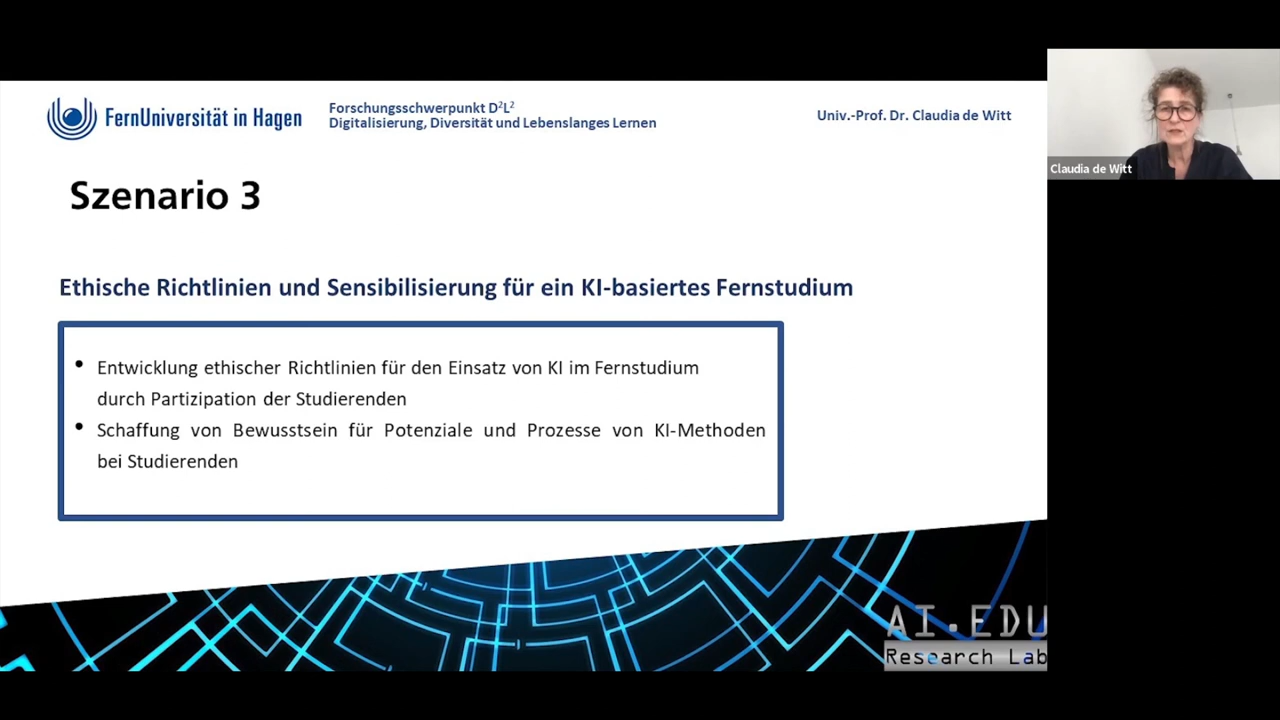 FernUniversität in Hagen
Forschungsschwerpunkt D²L²
Digitalisierung, Diversität und Lebenslanges Lernen
Univ.-Prof. Dr. Claudia de Witt
Claudia de Witt
Szenario 3
Ethische Richtlinien und Sensibilisierung für ein KI-basiertes Fernstudium
• Entwicklung ethischer Richtlinien für den Einsatz von KI im Fernstudium
durch Partizipation der Studierenden
• Schaffung von Bewusstsein für Potenziale und Prozesse von KI-Methoden
bei Studierenden
AI.EDU
Research Lab